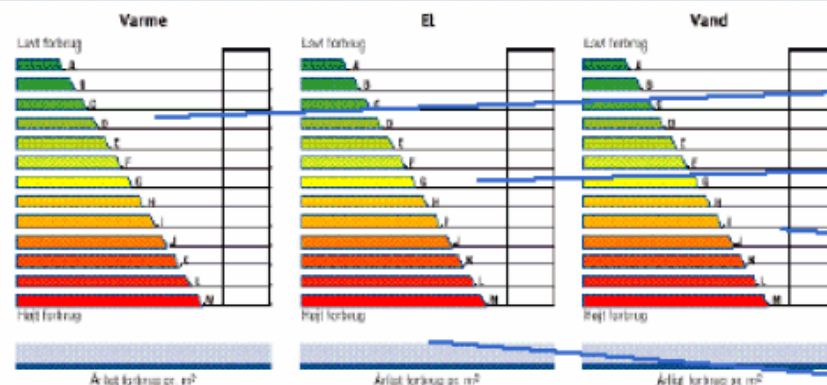 Varme
Lavt forbrug
A
B
C
D
E
F
G
H
I
J
K
L
M
Højt forbrug
Årligt forbrug pr. m²
El
Lavt forbrug
A
B
C
D
E
F
G
H
I
J
K
L
M
Højt forbrug
Årligt forbrug pr. m²
Vand
Lavt forbrug
A
B
C
D
E
F
G
H
I
J
K
L
M
Højt forbrug
Årligt forbrug pr. m²